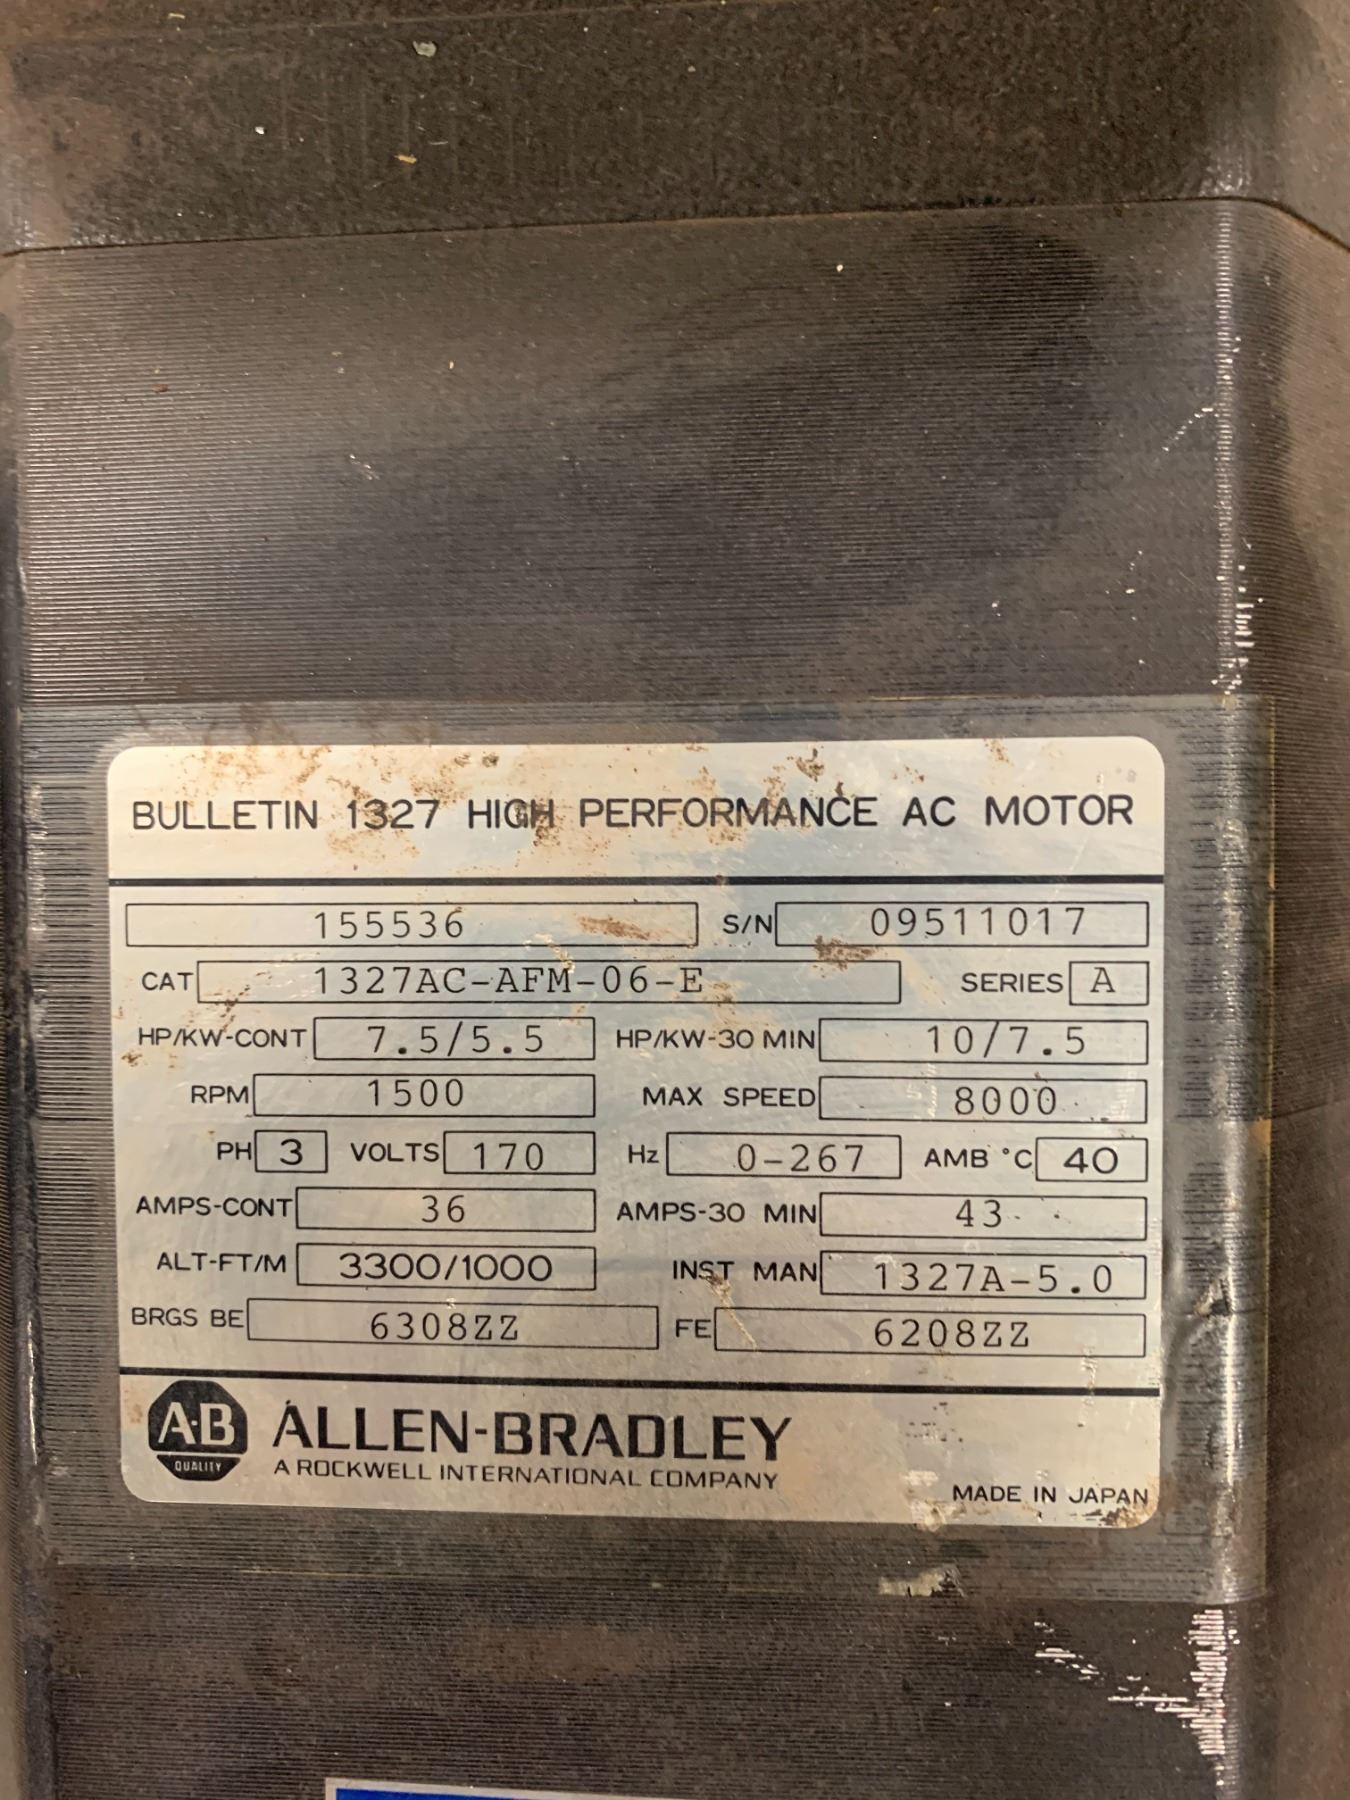 BULLETIN 1327 HIGH PERFORMANCE AC MOTOR
155536 S/N 09511017
CAT 1327AC-AFM-06-E SERIES A
HP/KW-CONT 7.5/5.5 HP/KW-30 MIN 10/7.5
RPM 1500 MAX SPEED 8000
PH 3 VOLTS 170 Hz 0-267 AMB °C 40
AMPS-CONT 36 AMPS-30 MIN 43
ALT-FT/M 3300/1000 INST MAN 1327A-5.0
BRGS BE 6308ZZ FE 6208ZZ
A·B QUALITY ALLEN-BRADLEY
A ROCKWELL INTERNATIONAL COMPANY
MADE IN JAPAN